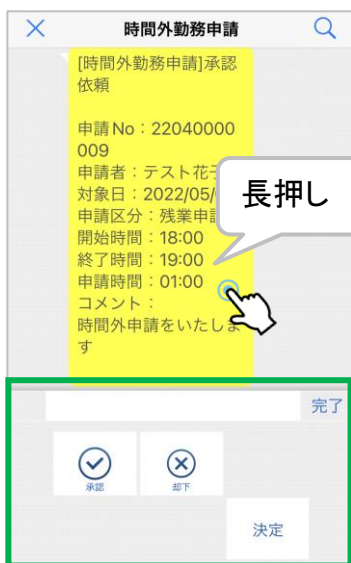 時間外勤務申請
[時間外勤務申請]承認
依頼
申請No：22040000
009
申請者：テスト花
対象日：2022/05/
申請区分：残業申
開始時間：18:00
終了時間：19:00
申請時間：01:00
コメント：
時間外申請をいたしま
す
長押し
完了
承認
却下
決定